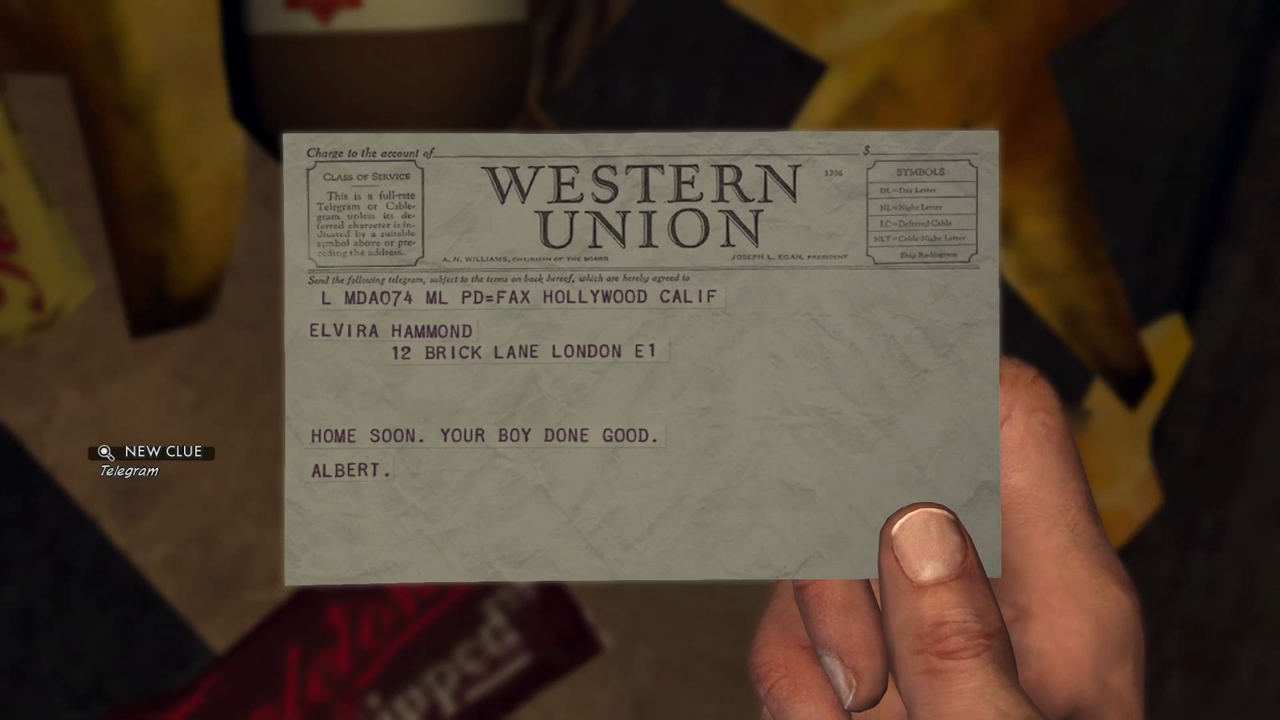 Charge to the account of
$
CLASS OF SERVICE
This is a full-rate
Telegram or Cable-
gram unless its de-
ferred character is in-
dicated by a suitable
symbol above or pre-
ceding the address.
WESTERN
UNION
1206
A. N. WILLIAMS, CHAIRMAN OF THE BOARD
JOSEPH L. EGAN, PRESIDENT
SYMBOLS
DL=Day Letter
NL=Night Letter
LC=Deferred Cable
NLT=Cable Night Letter
Ship Radiogram
Send the following telegram, subject to the terms on back hereof, which are hereby agreed to
L MDA074 ML PD=FAX HOLLYWOOD CALIF
ELVIRA HAMMOND
12 BRICK LANE LONDON E1
HOME SOON. YOUR BOY DONE GOOD.
ALBERT.
NEW CLUE
Telegram